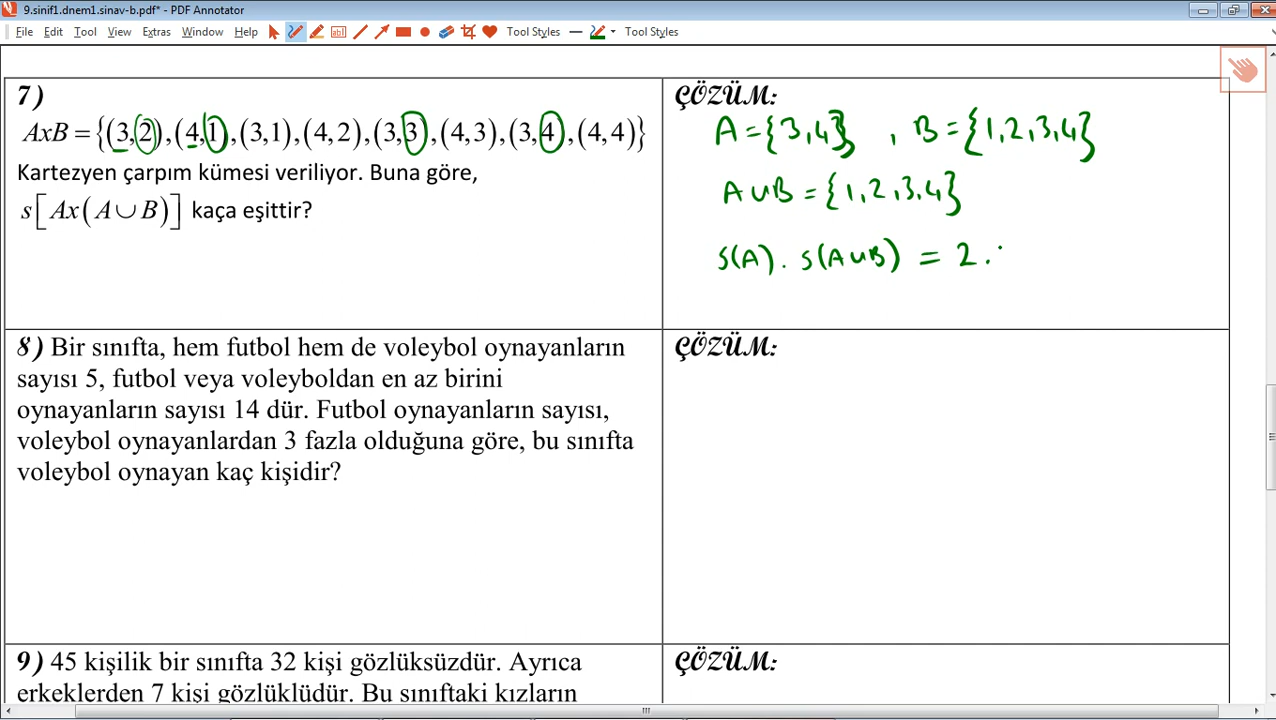 9.sinif1.dnem1.sinav-b.pdf* - PDF Annotator
File Edit Tool View Extras Window Help Tool Styles Tool Styles
7 )
AxB = {(3,2),(4,1),(3,1),(4,2),(3,3),(4,3),(3,4),(4,4)}
Kartezyen çarpım kümesi veriliyor. Buna göre,
s[Ax(A∪B)] kaça eşittir?
ÇÖZÜM:
A={3,4} , B={1,2,3,4}
A∪B={1,2,3,4}
s(A). s(A∪B) = 2.
8 ) Bir sınıfta, hem futbol hem de voleybol oynayanların
sayısı 5, futbol veya voleyboldan en az birini
oynayanların sayısı 14 dür. Futbol oynayanların sayısı,
voleybol oynayanlardan 3 fazla olduğuna göre, bu sınıfta
voleybol oynayan kaç kişidir?
ÇÖZÜM:
9 ) 45 kişilik bir sınıfta 32 kişi gözlüksüzdür. Ayrıca
erkeklerden 7 kişi gözlüklüdür. Bu sınıftaki kızların
ÇÖZÜM: